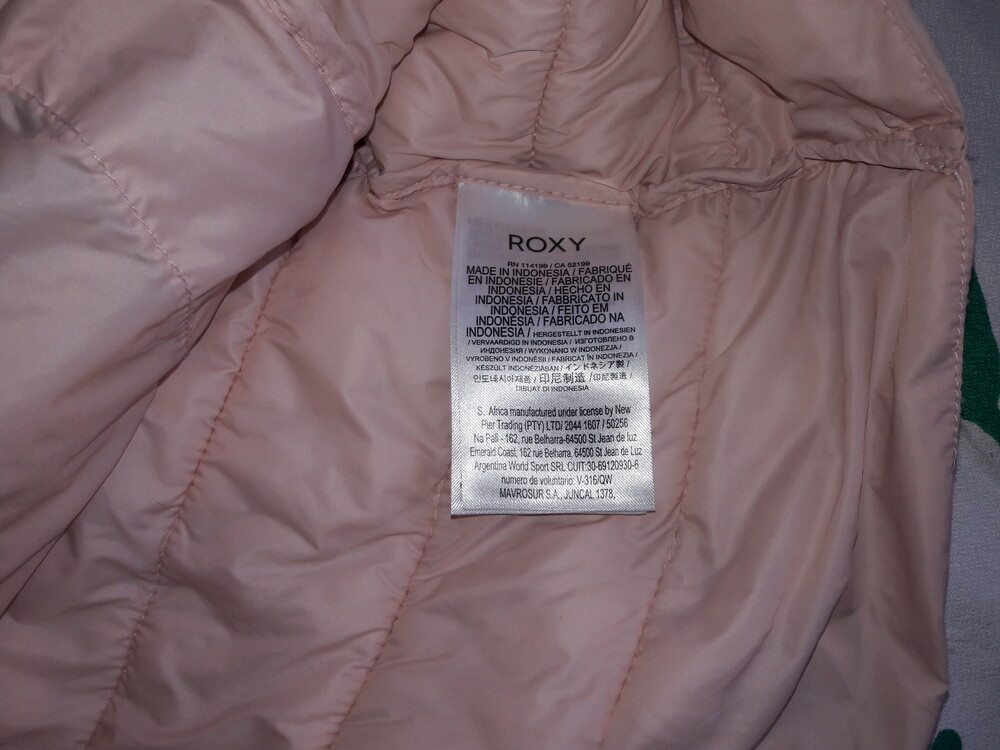 ROXY
RN 114199 / CA 52199
MADE IN INDONESIA / FABRIQUÉ
EN INDONESIE / FABRICADO EN
INDONESIA / HECHO EN
INDONESIA / FABBRICATO IN
INDONESIA / FEITO EM
INDONÉSIA / FABRICADO NA
INDONESIA / HERGESTELLT IN INDONESIEN
/ VERVAARDIGD IN INDONESIA / ИЗГОТОВЛЕНО В
ИНДОНЕЗИЯ / WYKONANO W INDONEZJA /
VYROBENO V INDONÉSII / FABRICAT ÎN INDONEZIA /
KÉSZÜLT INDONÉZIÁBAN / インドネシア製 /
인도네시아제품 / 印尼制造 /印尼製造 /
DIBUAT DI INDONESIA
S. Africa manufactured under license by New
Pier Trading (PTY) LTD/ 2044 1607 / 50256
Na Pali - 162, rue Belharra-64500 St Jean de luz
Emerald Coast, 162 rue Belharra, 64500 St Jean de Luz
Argentine World Sport SRL CUIT:30-69120930-6
numero de voluntario: V-316/QW
MAVROSUR S.A., JUNCAL 1378,